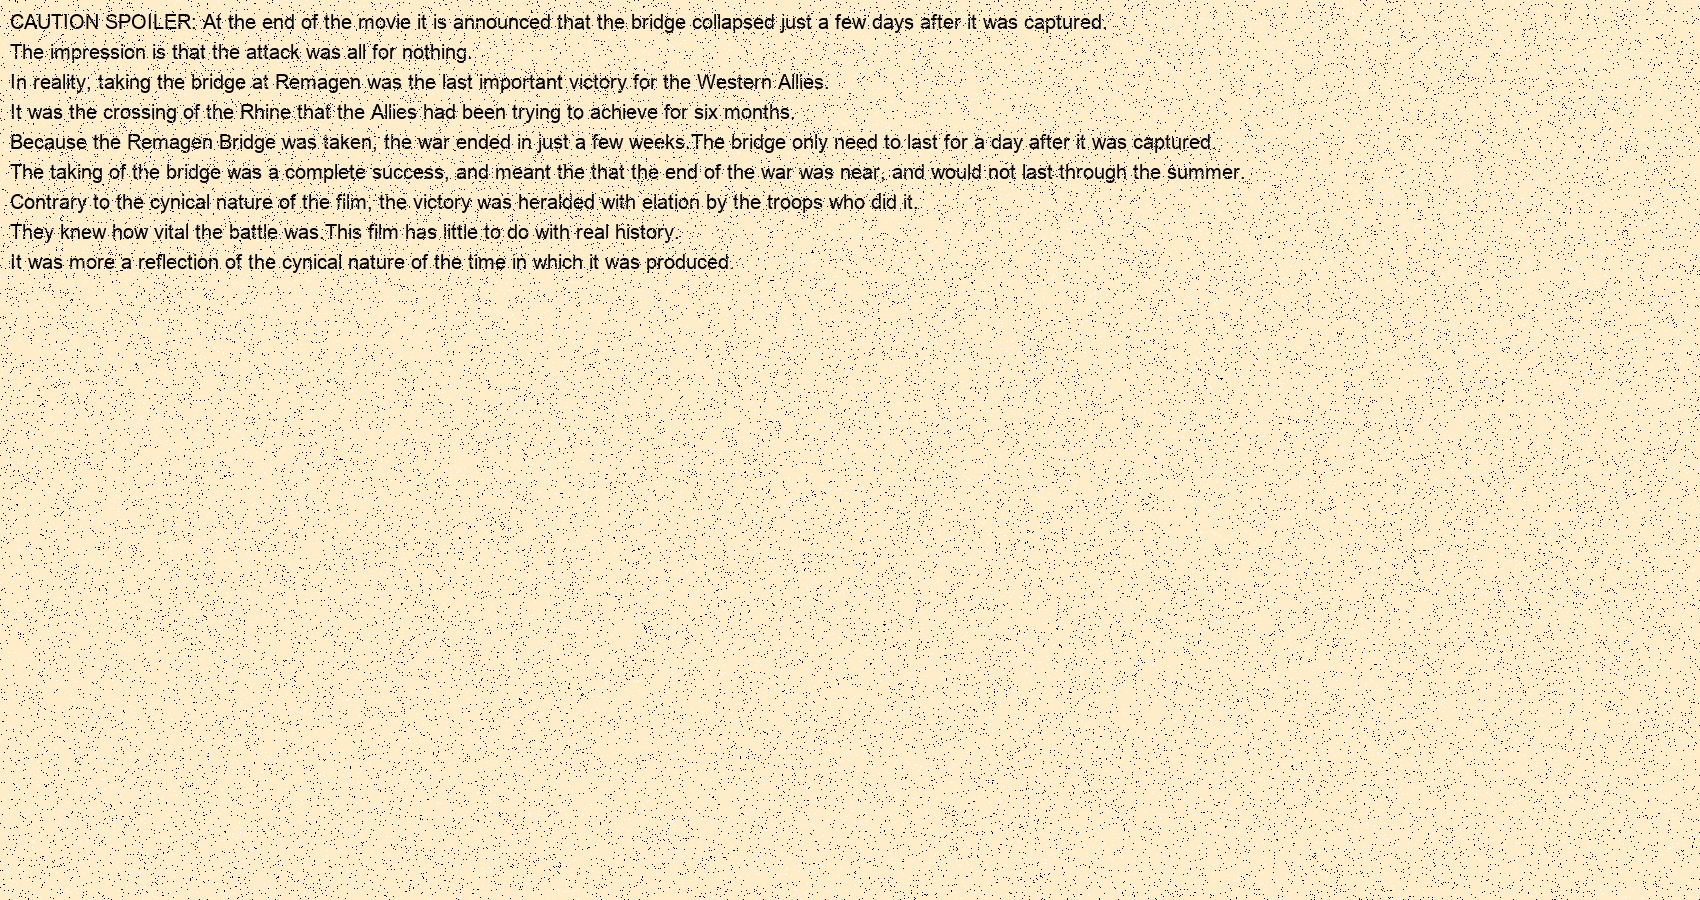 CAUTION SPOILER: At the end of the movie it is announced that the bridge collapsed just a few days after it was captured.
The impression is that the attack was all for nothing.
In reality, taking the bridge at Remagen was the last important victory for the Western Allies.
It was the crossing of the Rhine that the Allies had been trying to achieve for six months.
Because the Remagen Bridge was taken, the war ended in just a few weeks.The bridge only need to last for a day after it was captured.
The taking of the bridge was a complete success, and meant the that the end of the war was near, and would not last through the summer.
Contrary to the cynical nature of the film, the victory was heralded with elation by the troops who did it.
They knew how vital the battle was.This film has little to do with real history.
It was more a reflection of the cynical nature of the time in which it was produced.